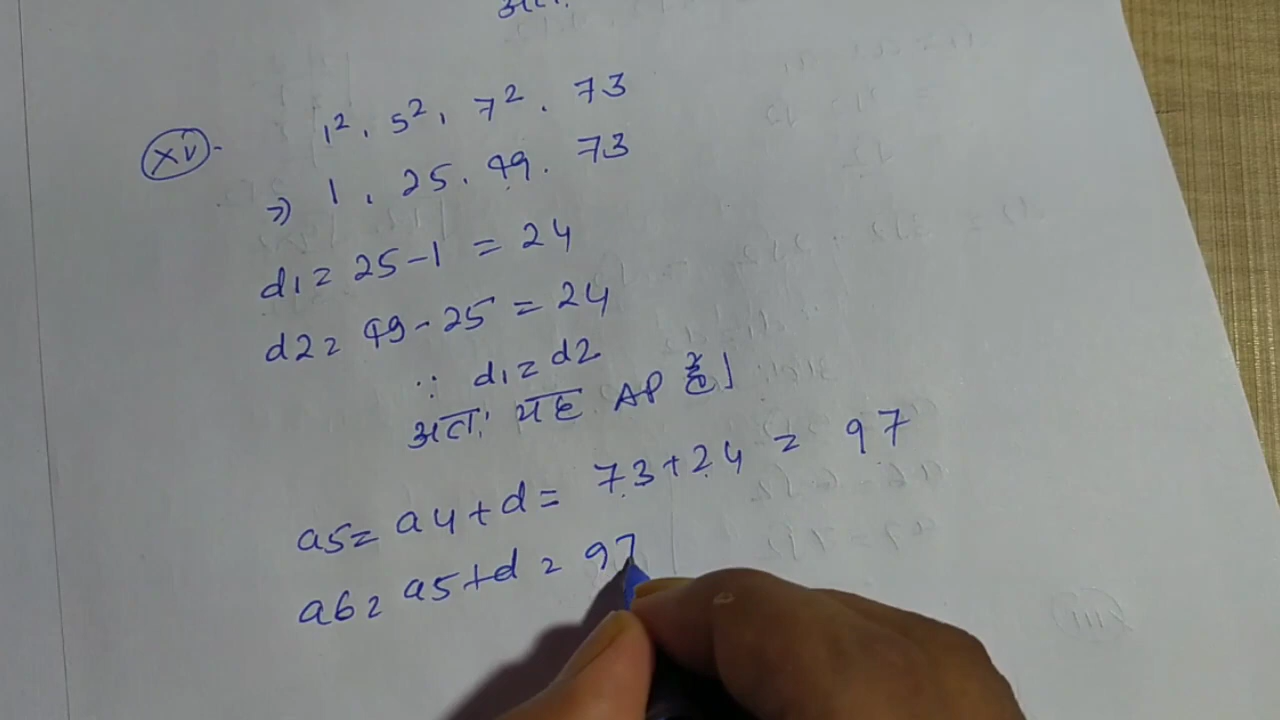 अतः
(xv).
1², 5², 7², 73
⇒ 1, 25, 49, 73
d1 = 25-1 = 24
d2 = 49-25 = 24
∵ d1 = d2
अतः यह AP है।
a5 = a4+d = 73+24 = 97
a6 = a5+d = 97